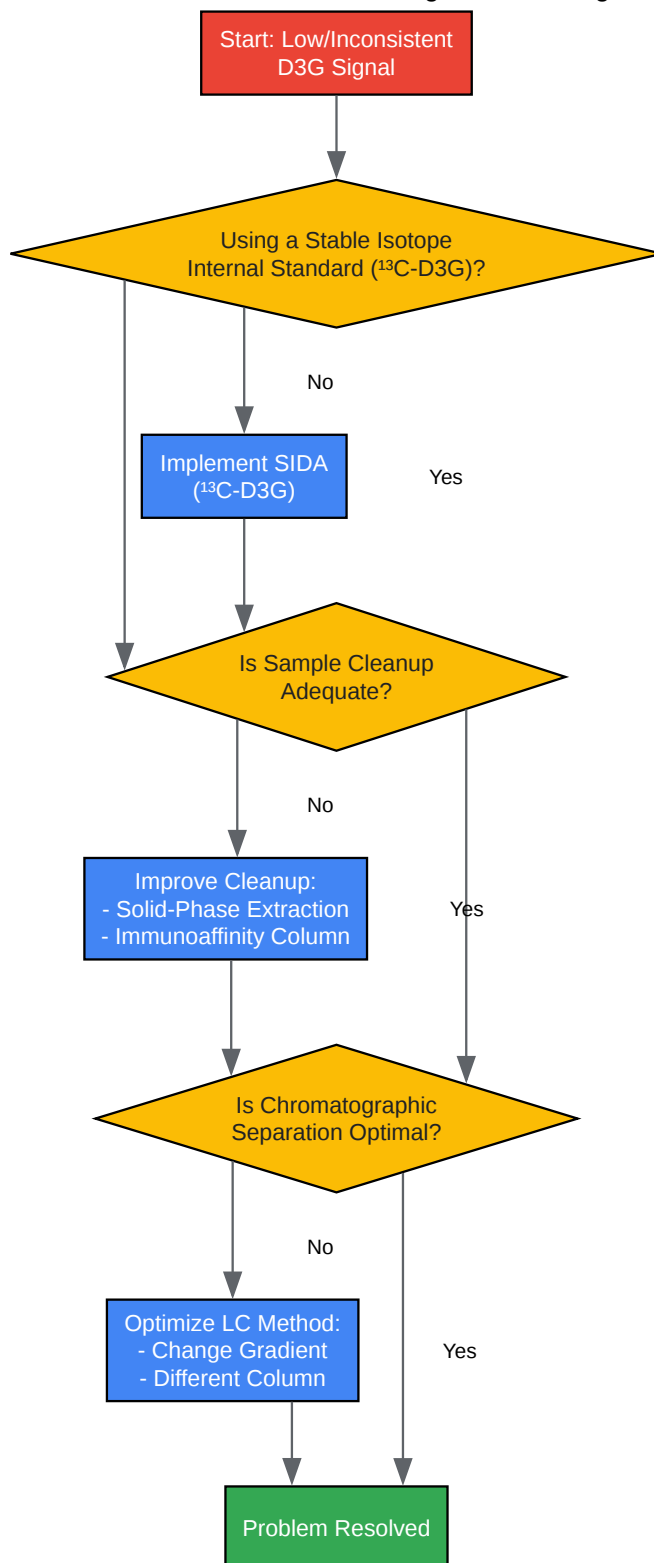 Start: Low/Inconsistent
D3G Signal
Using a Stable Isotope
Internal Standard (¹³C-D3G)?
No
Implement SIDA
(¹³C-D3G)
Yes
Is Sample Cleanup
Adequate?
No
Improve Cleanup:
- Solid-Phase Extraction
- Immunoaffinity Column
Yes
Is Chromatographic
Separation Optimal?
No
Optimize LC Method:
- Change Gradient
- Different Column
Yes
Problem Resolved